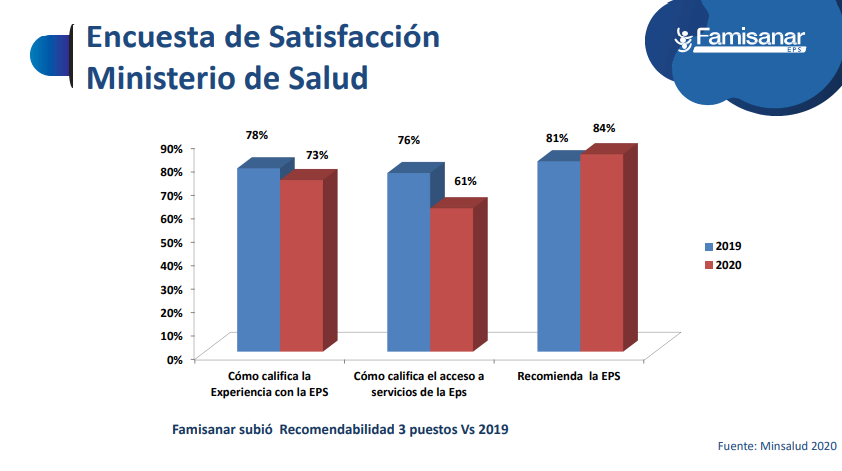 Encuesta de Satisfacción
Ministerio de Salud
Famisanar
EPS
78%
73%
76%
61%
81%
84%
90%
80%
70%
60%
50%
40%
30%
20%
10%
0%
2019
2020
Cómo califica la
Experiencia con la EPS
Cómo califica el acceso a
servicios de la Eps
Recomienda la EPS
Famisanar subió Recomendabilidad 3 puestos Vs 2019
Fuente: Minsalud 2020